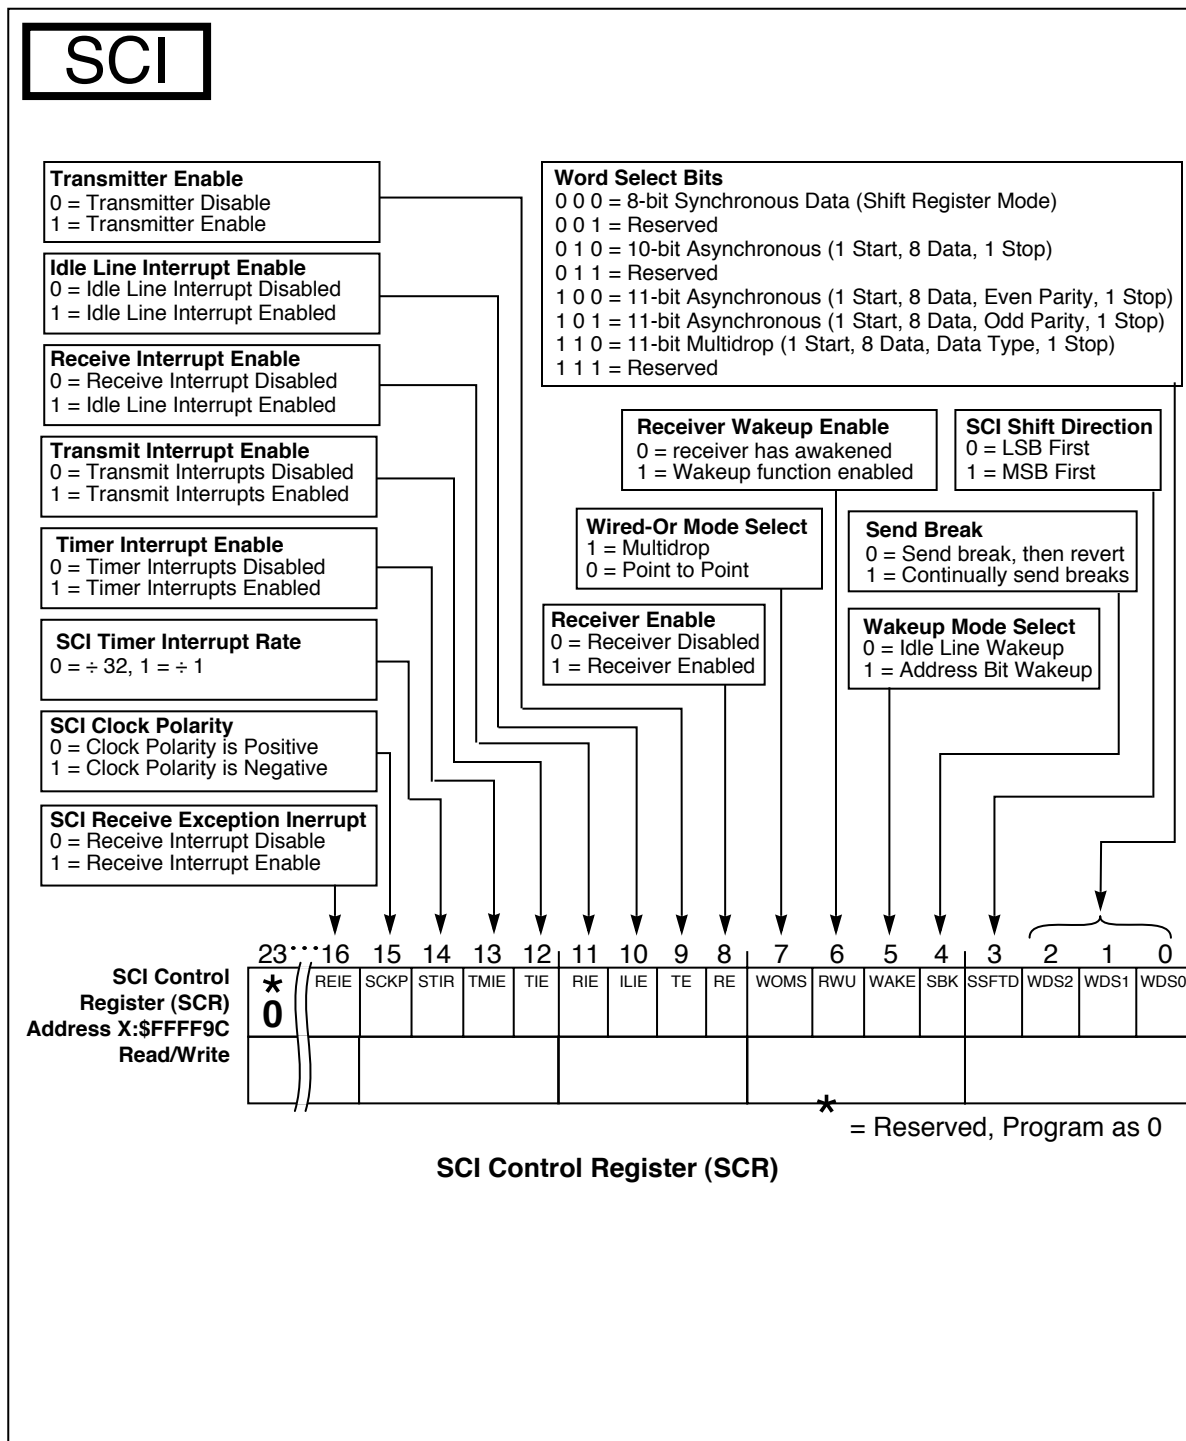 SCI
Transmitter Enable
0 = Transmitter Disable
1 = Transmitter Enable
Idle Line Interrupt Enable
0 = Idle Line Interrupt Disabled
1 = Idle Line Interrupt Enabled
Receive Interrupt Enable
0 = Receive Interrupt Disabled
1 = Idle Line Interrupt Enabled
Transmit Interrupt Enable
0 = Transmit Interrupts Disabled
1 = Transmit Interrupts Enabled
Timer Interrupt Enable
0 = Timer Interrupts Disabled
1 = Timer Interrupts Enabled
SCI Timer Interrupt Rate
0 = ÷ 32, 1 = ÷ 1
SCI Clock Polarity
0 = Clock Polarity is Positive
1 = Clock Polarity is Negative
SCI Receive Exception Inerrupt
0 = Receive Interrupt Disable
1 = Receive Interrupt Enable
Word Select Bits
0 0 0 = 8-bit Synchronous Data (Shift Register Mode)
0 0 1 = Reserved
0 1 0 = 10-bit Asynchronous (1 Start, 8 Data, 1 Stop)
0 1 1 = Reserved
1 0 0 = 11-bit Asynchronous (1 Start, 8 Data, Even Parity, 1 Stop)
1 0 1 = 11-bit Asynchronous (1 Start, 8 Data, Odd Parity, 1 Stop)
1 1 0 = 11-bit Multidrop (1 Start, 8 Data, Data Type, 1 Stop)
1 1 1 = Reserved
Receiver Wakeup Enable
0 = receiver has awakened
1 = Wakeup function enabled
SCI Shift Direction
0 = LSB First
1 = MSB First
Wired-Or Mode Select
1 = Multidrop
0 = Point to Point
Send Break
0 = Send break, then revert
1 = Continually send breaks
Receiver Enable
0 = Receiver Disabled
1 = Receiver Enabled
Wakeup Mode Select
0 = Idle Line Wakeup
1 = Address Bit Wakeup
23 ···· 16 15 14 13 12 11 10 9 8 7 6 5 4 3 2 1 0
* 0 REIE SCKP STIR TMIE TIE RIE ILIE TE RE WOMS RWU WAKE SBK SSFTD WDS2 WDS1 WDS0
SCI Control
Register (SCR)
Address X:$FFFF9C
Read/Write
* = Reserved, Program as 0
SCI Control Register (SCR)